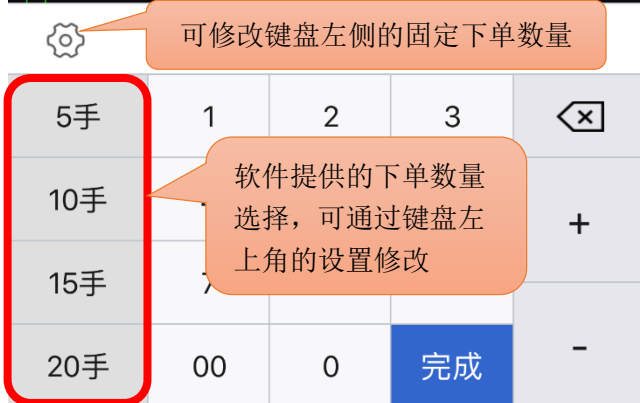 可修改键盘左侧的固定下单数量
5手 1 2 3
软件提供的下单数量
10手
选择，可通过键盘左
+
上角的设置修改
15手 7
20手 00 0 完成 -